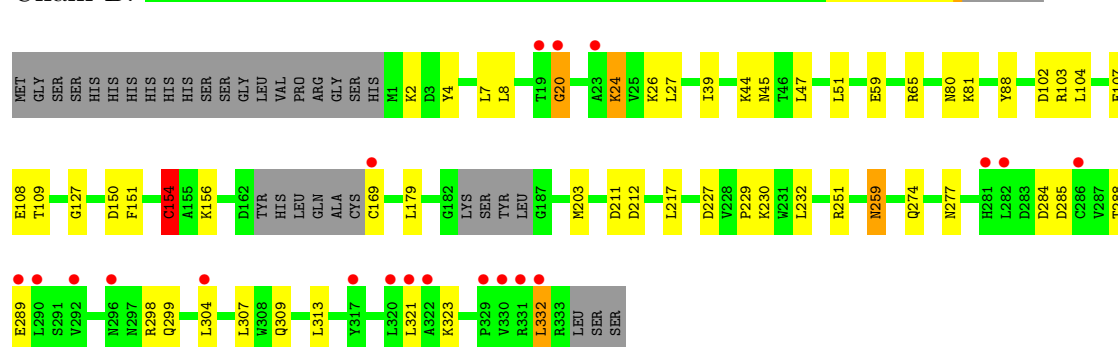 MET GLY SER SER HIS HIS HIS HIS HIS HIS SER SER GLY LEU VAL PRO ARG GLY SER HIS M1 K2 D3 Y4 L7 L8 T19 G20 A23 K24 V25 K26 L27 I39 K44 N45 T46 L47 L51 E59 R65 N80 K81 Y88 D102 R103 L104
E108 T109 G127 D150 F151 C154 A155 K156 D162 TYR HIS LEU GLN ALA CYS C169 L179 G182 LYS SER TYR LEU G187 M203 D211 D212 L217 D227 V228 P229 K230 W231 L232 R251 N259 Q274 N277 H281 L282 D283 D284 D285 C286 V287 T288
E289 L290 S291 V292 N296 N297 R298 Q299 L304 L307 W308 Q309 L313 Y317 L320 L321 A322 K323 P329 V330 R331 L332 R333 LEU SER SER